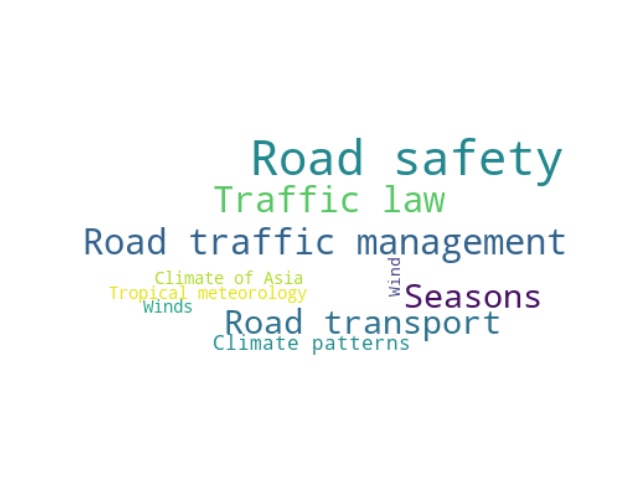 Road safety
Traffic law
Road traffic management
Wind
Climate of Asia
Tropical meteorology
Seasons
Winds
Road transport
Climate patterns